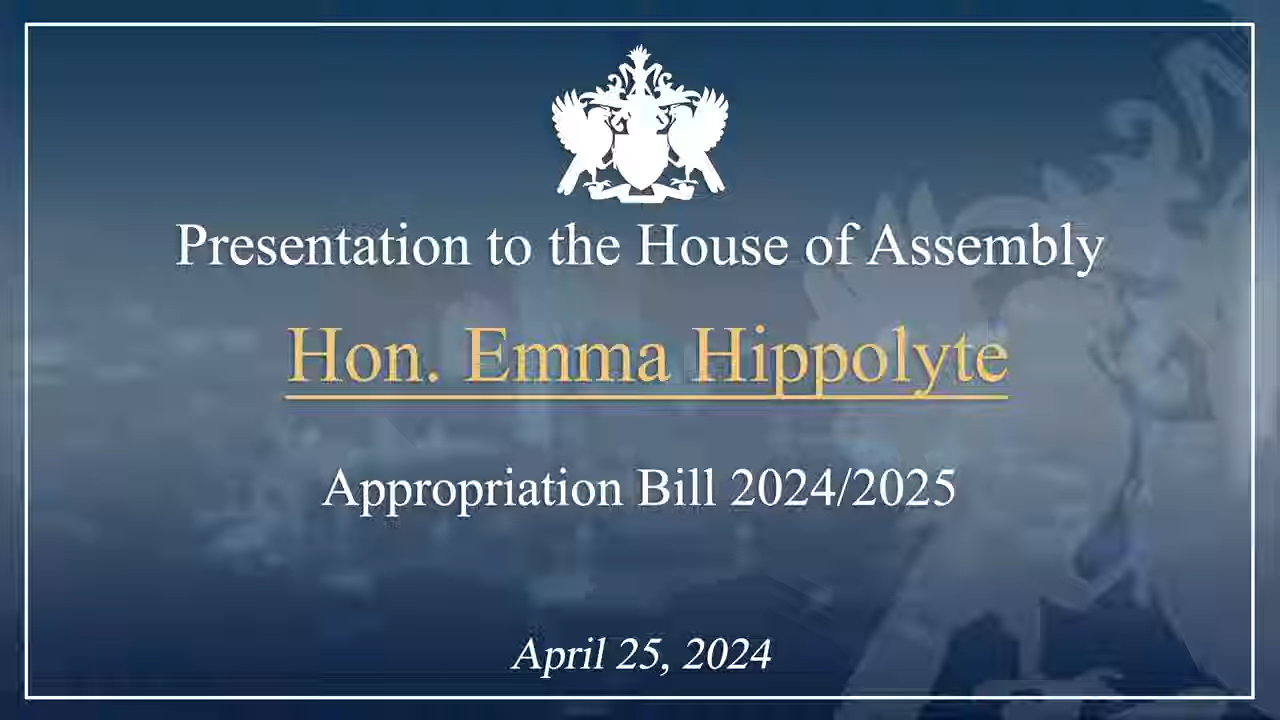 Presentation to the House of Assembly
Hon. Emma Hippolyte
Appropriation Bill 2024/2025
April 25, 2024